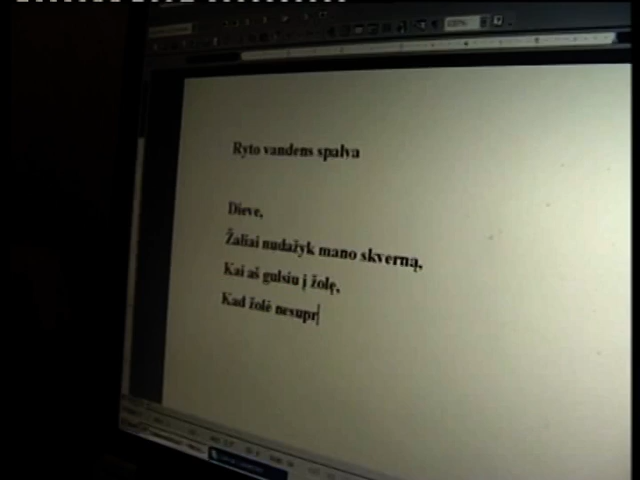 Ryto vandens spalva
Dieve,
Žaliai nudažyk mano skverną,
Kai aš gulsiu į žolę,
Kad žolė nesupr